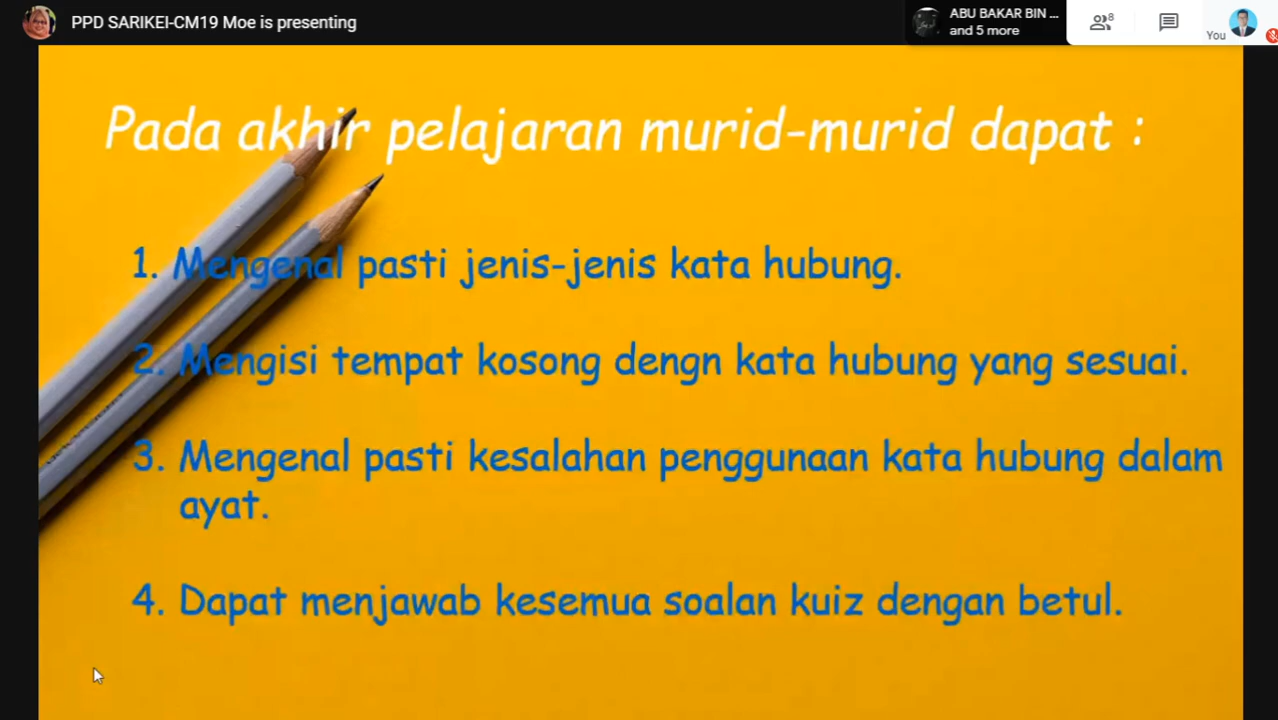 PPD SARIKEI-CM19 Moe is presenting
ABU BAKAR BIN ...
and 5 more
8
You
Pada akhir pelajaran murid-murid dapat :
1. Mengenal pasti jenis-jenis kata hubung.
2. Mengisi tempat kosong dengn kata hubung yang sesuai.
3. Mengenal pasti kesalahan penggunaan kata hubung dalam
ayat.
4. Dapat menjawab kesemua soalan kuiz dengan betul.